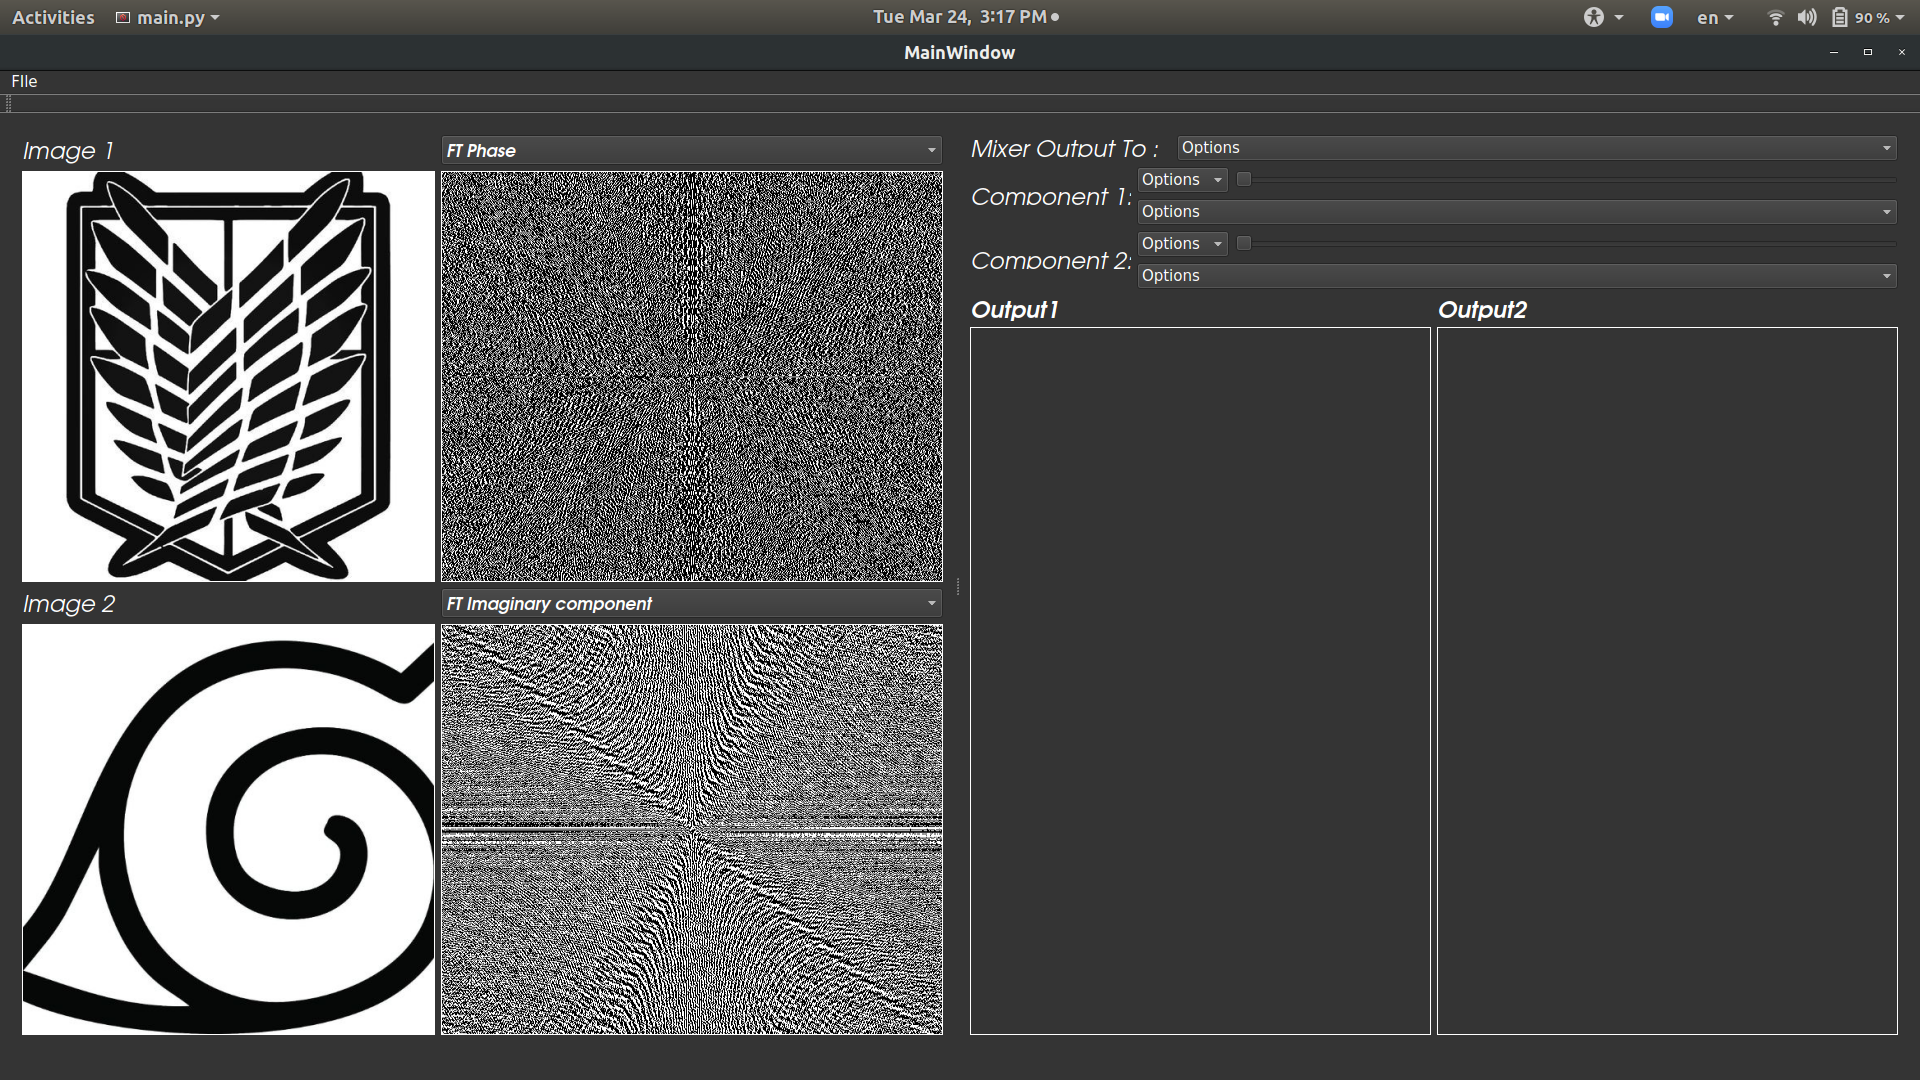 Activities main.py Tue Mar 24, 3:17 PM en 90 %
MainWindow
FIle
Image 1 FT Phase
Mixer Output To : Options
Component 1: Options
Options
Component 2: Options
Options
Output1 Output2
Image 2 FT Imaginary component